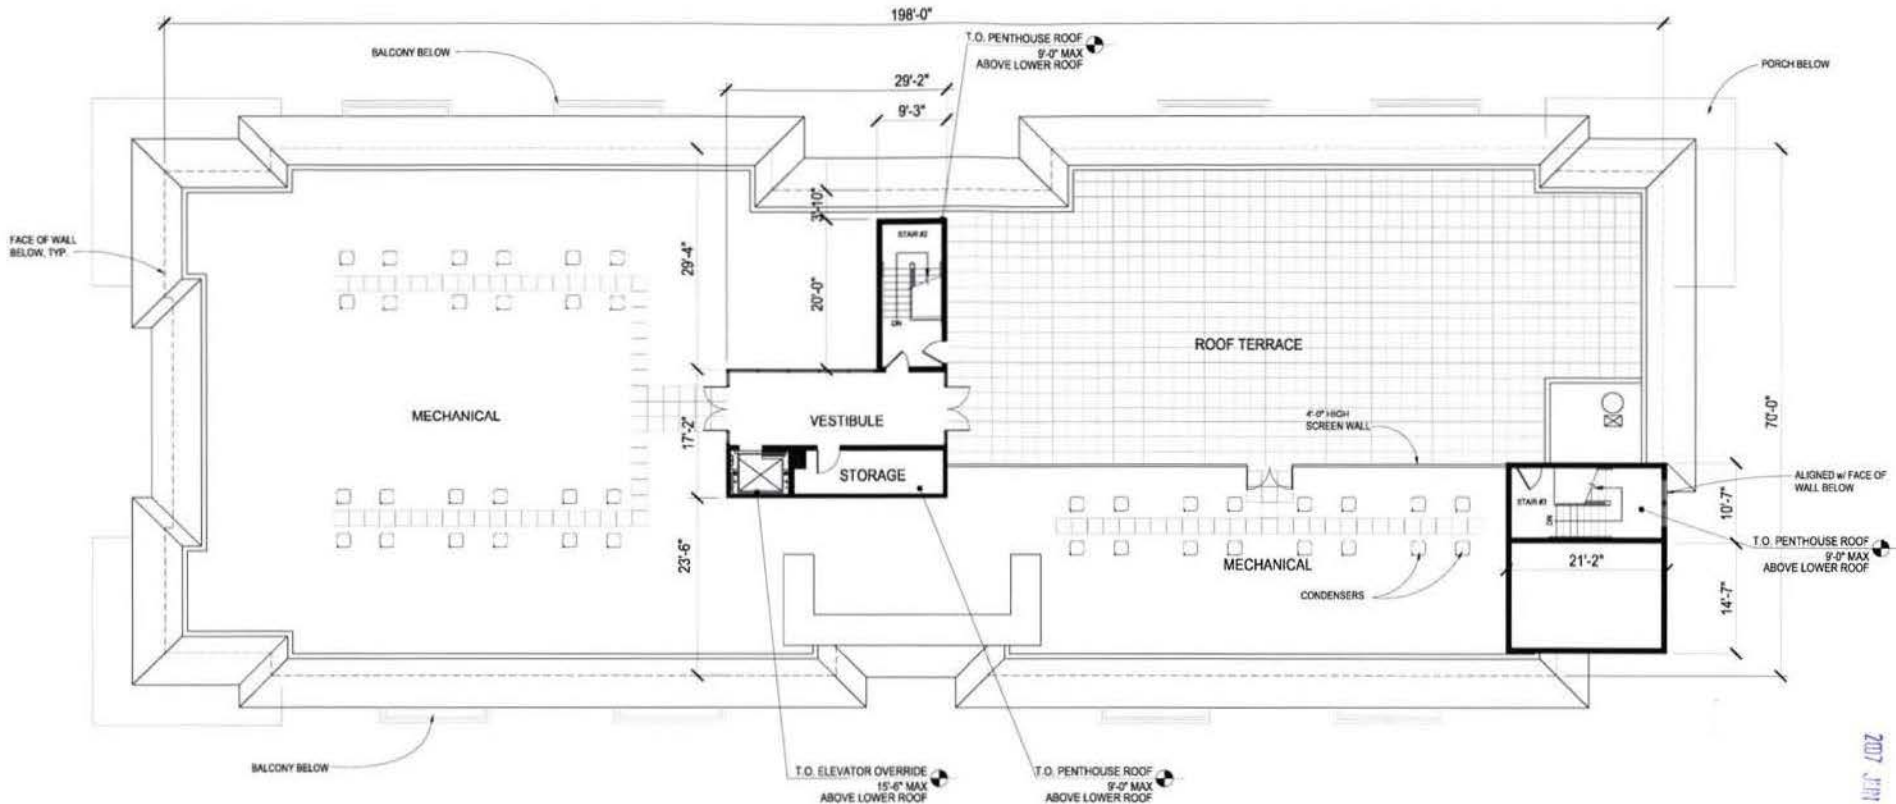 198'-0"
T.O. PENTHOUSE ROOF
9'-0" MAX
ABOVE LOWER ROOF
BALCONY BELOW
PORCH BELOW
29'-2"
9'-3"
3'-10"
FACE OF WALL
BELOW, TYP.
STAIR #2
29'-4"
20'-0"
DN
ROOF TERRACE
MECHANICAL
VESTIBULE
4'-0" HIGH
SCREEN WALL
70'-0"
17'-2"
STORAGE
ALIGNED w/ FACE OF
WALL BELOW
STAIR #3
10'-7"
DN
T.O. PENTHOUSE ROOF
9'-0" MAX
ABOVE LOWER ROOF
23'-6"
MECHANICAL
21'-2"
CONDENSERS
14'-7"
BALCONY BELOW
T.O. ELEVATOR OVERRIDE
15'-6" MAX
ABOVE LOWER ROOF
T.O. PENTHOUSE ROOF
9'-0" MAX
ABOVE LOWER ROOF